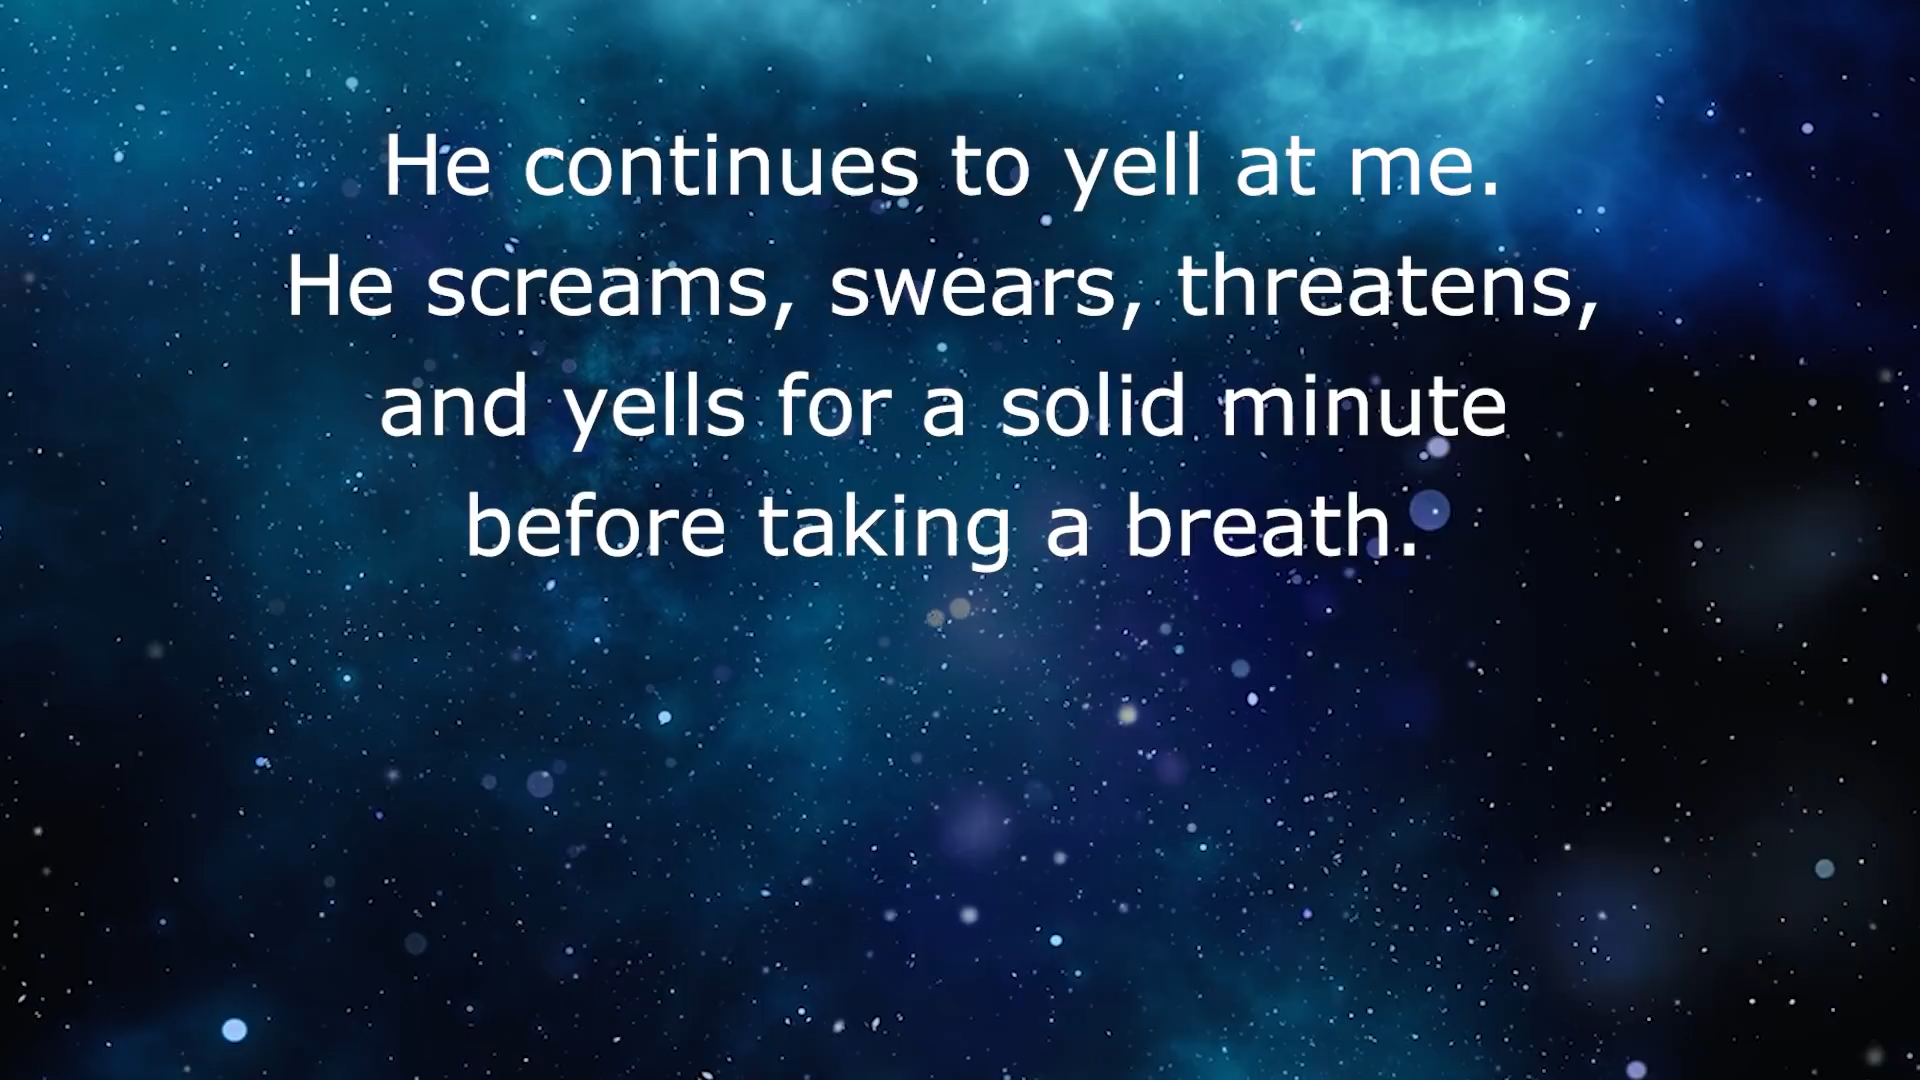 He continues to yell at me.
He screams, swears, threatens,
and yells for a solid minute
before taking a breath.